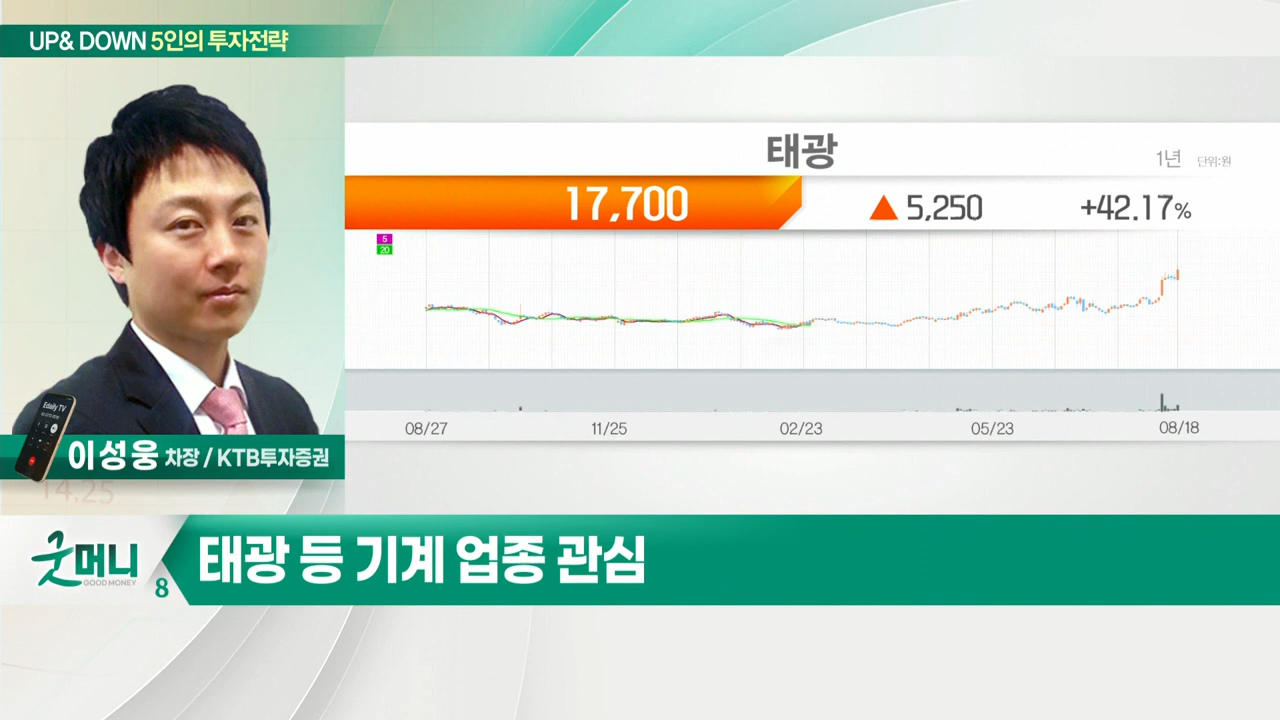 UP& DOWN 5인의 투자전략
태광
1년 단위:원
17,700 ▲ 5,250 +42.17%
5
20
08/27 11/25 02/23 05/23 08/18
Edaily TV
이성웅 차장 / KTB투자증권
14.25
굿머니
GOOD MONEY
8
태광 등 기계 업종 관심